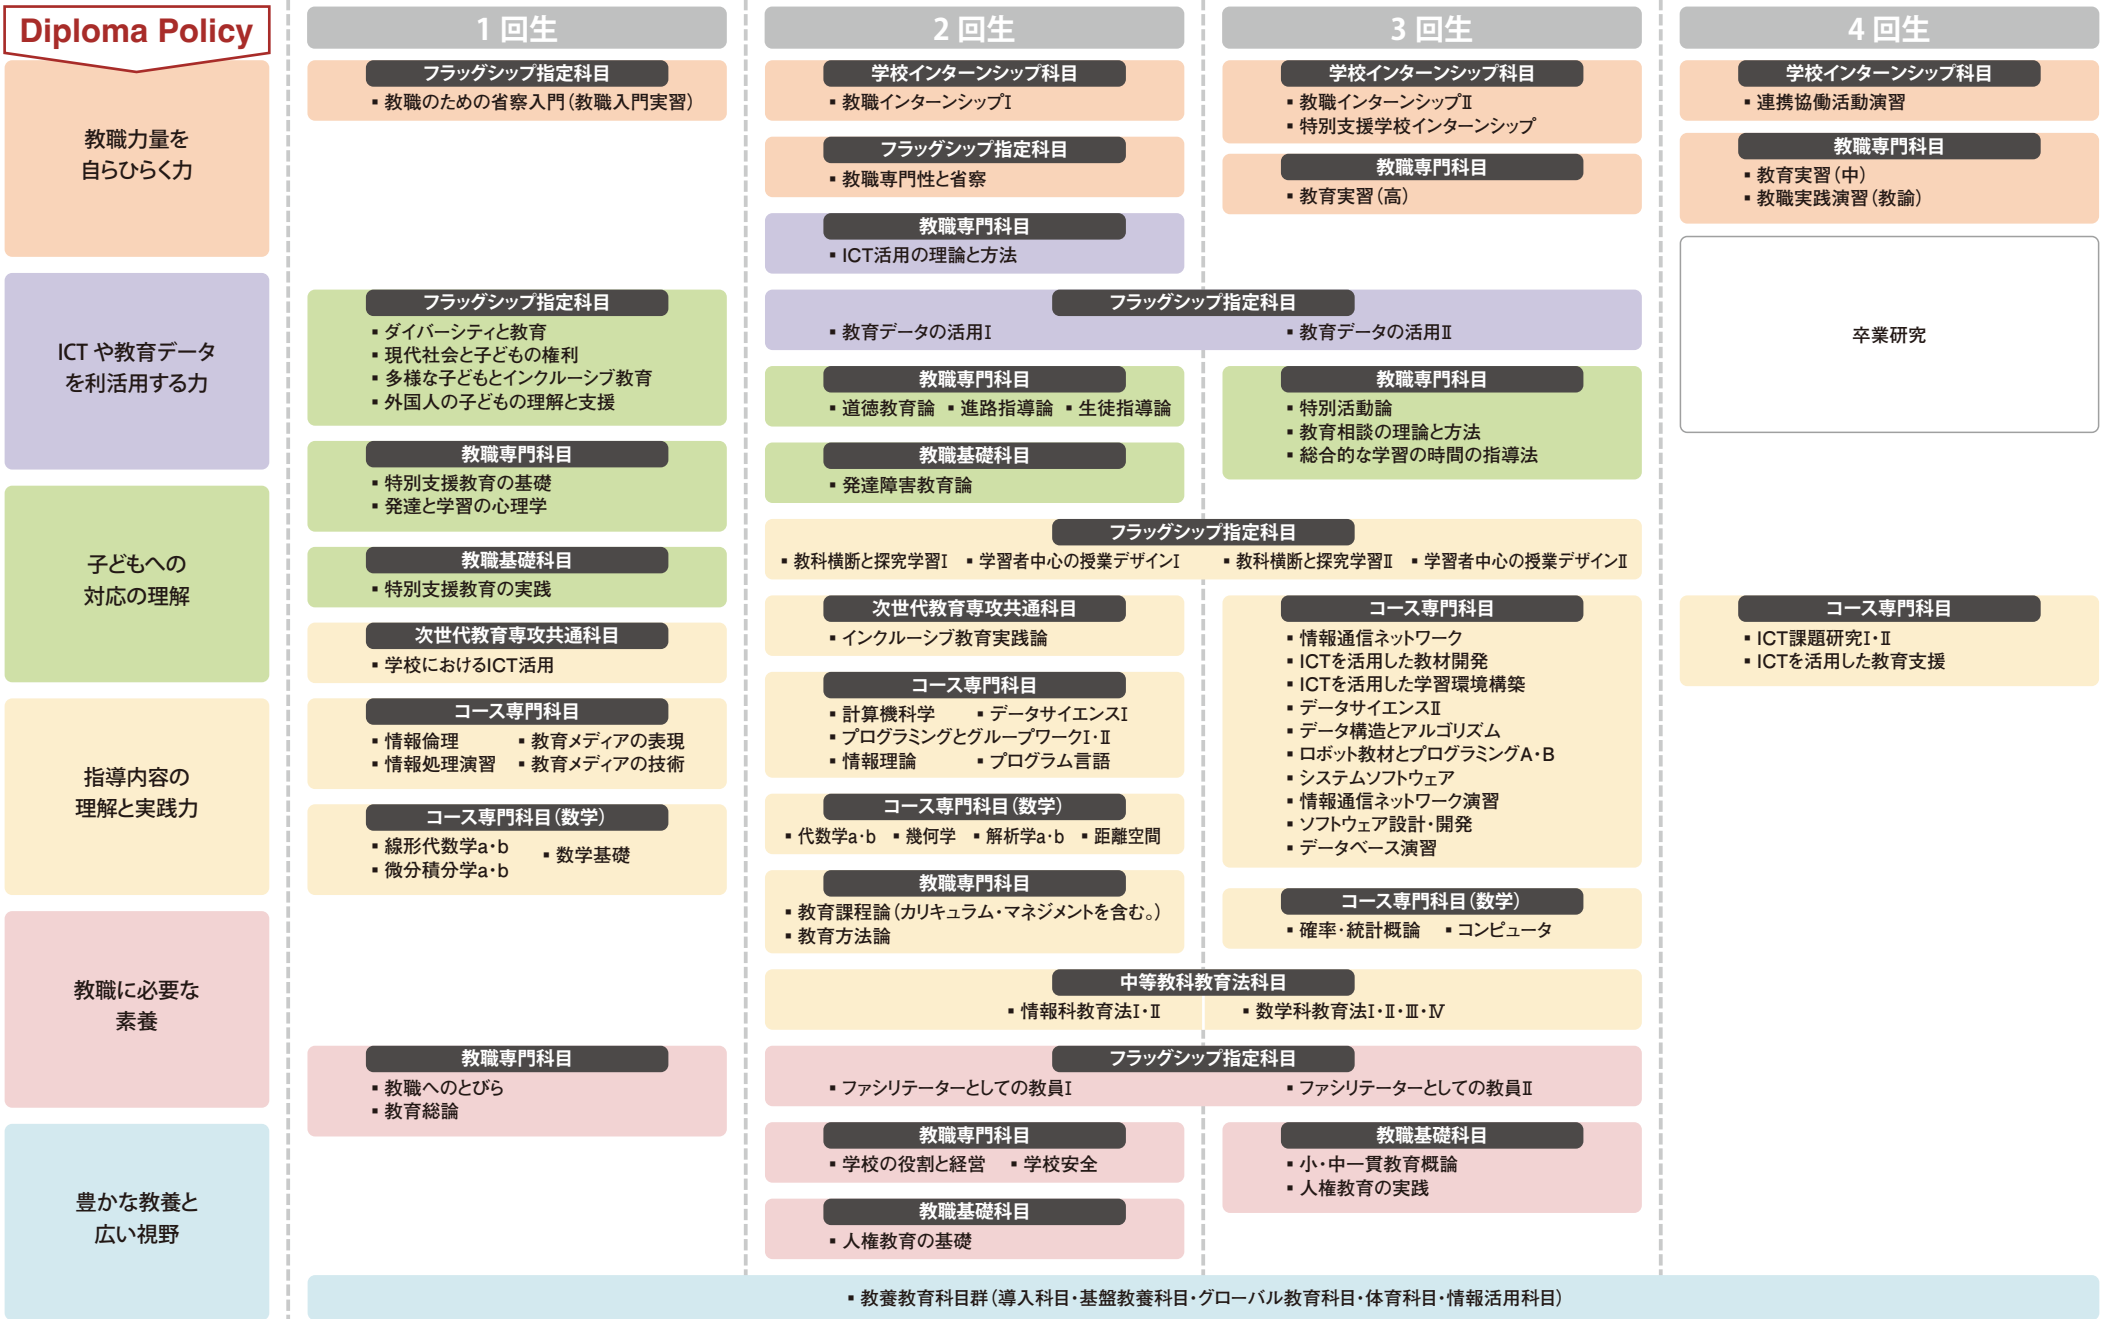 Diploma Policy
教職力量を
自らひらく力
ICT や教育データ
を利活用する力
子どもへの
対応の理解
指導内容の
理解と実践力
教職に必要な
素養
豊かな教養と
広い視野
1 回生
フラッグシップ指定科目
▪ 教職のための省察入門（教職入門実習）
フラッグシップ指定科目
▪ ダイバーシティと教育
▪ 現代社会と子どもの権利
▪ 多様な子どもとインクルーシブ教育
▪ 外国人の子どもの理解と支援
教職専門科目
▪ 特別支援教育の基礎
▪ 発達と学習の心理学
教職基礎科目
▪ 特別支援教育の実践
次世代教育専攻共通科目
▪ 学校におけるICT活用
コース専門科目
▪ 情報倫理 ▪ 教育メディアの表現
▪ 情報処理演習 ▪ 教育メディアの技術
コース専門科目（数学）
▪ 線形代数学a・b
▪ 微分積分学a・b
▪ 数学基礎
教職専門科目
▪ 教職へのとびら
▪ 教育総論
2 回生
学校インターンシップ科目
▪ 教職インターンシップⅠ
フラッグシップ指定科目
▪ 教職専門性と省察
教職専門科目
▪ ICT活用の理論と方法
フラッグシップ指定科目
▪ 教育データの活用Ⅰ ▪ 教育データの活用Ⅱ
教職専門科目
▪ 道徳教育論 ▪ 進路指導論 ▪ 生徒指導論
教職基礎科目
▪ 発達障害教育論
フラッグシップ指定科目
▪ 教科横断と探究学習Ⅰ ▪ 学習者中心の授業デザインⅠ ▪ 教科横断と探究学習Ⅱ ▪ 学習者中心の授業デザインⅡ
次世代教育専攻共通科目
▪ インクルーシブ教育実践論
コース専門科目
▪ 計算機科学 ▪ データサイエンスⅠ
▪ プログラミングとグループワークⅠ・Ⅱ
▪ 情報理論 ▪ プログラム言語
コース専門科目（数学）
▪ 代数学a・b ▪ 幾何学 ▪ 解析学a・b ▪ 距離空間
教職専門科目
▪ 教育課程論（カリキュラム・マネジメントを含む。）
▪ 教育方法論
中等教科教育法科目
▪ 情報科教育法Ⅰ・Ⅱ ▪ 数学科教育法Ⅰ・Ⅱ・Ⅲ・Ⅳ
フラッグシップ指定科目
▪ ファシリテーターとしての教員Ⅰ ▪ ファシリテーターとしての教員Ⅱ
教職専門科目
▪ 学校の役割と経営 ▪ 学校安全
教職基礎科目
▪ 人権教育の基礎
3 回生
学校インターンシップ科目
▪ 教職インターンシップⅡ
▪ 特別支援学校インターンシップ
教職専門科目
▪ 教育実習（高）
教職専門科目
▪ 特別活動論
▪ 教育相談の理論と方法
▪ 総合的な学習の時間の指導法
コース専門科目
▪ 情報通信ネットワーク
▪ ICTを活用した教材開発
▪ ICTを活用した学習環境構築
▪ データサイエンスⅡ
▪ データ構造とアルゴリズム
▪ ロボット教材とプログラミングA・B
▪ システムソフトウェア
▪ 情報通信ネットワーク演習
▪ ソフトウェア設計・開発
▪ データベース演習
コース専門科目（数学）
▪ 確率・統計概論 ▪ コンピュータ
教職基礎科目
▪ 小・中一貫教育概論
▪ 人権教育の実践
4 回生
学校インターンシップ科目
▪ 連携協働活動演習
教職専門科目
▪ 教育実習（中）
▪ 教職実践演習（教諭）
卒業研究
コース専門科目
▪ ICT課題研究Ⅰ・Ⅱ
▪ ICTを活用した教育支援
▪ 教養教育科目群（導入科目・基盤教養科目・グローバル教育科目・体育科目・情報活用科目）